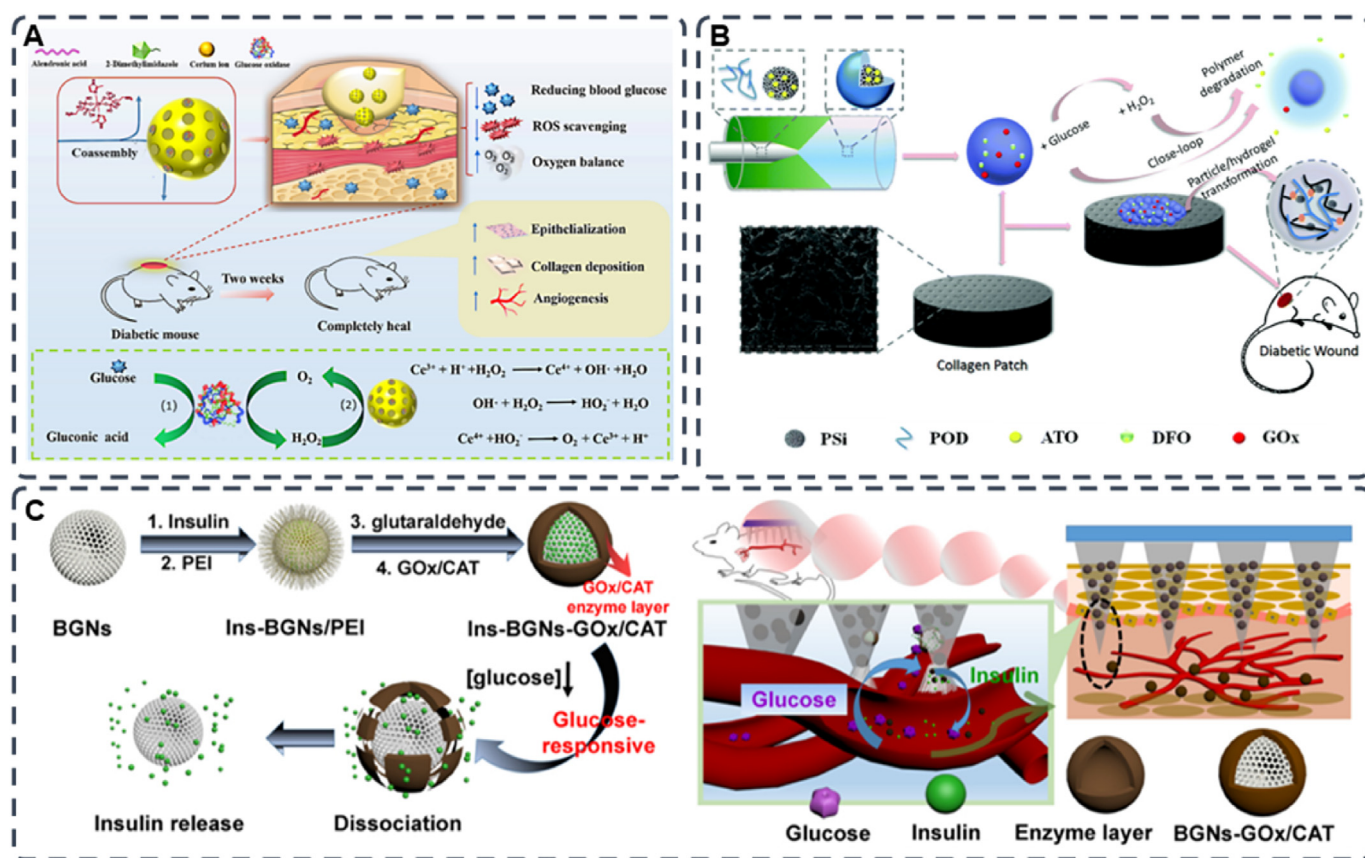 A
Alendronic acid
2-Dimethylimidazole
Cerium ion
Glucose oxidase
Coassembly
Reducing blood glucose
ROS scavenging
O₂
O₂
O₂
Oxygen balance
Epithelialization
Collagen deposition
Angiogenesis
Two weeks
Diabetic mouse
Completely heal
Glucose
(1)
Gluconic acid
O₂
H₂O₂
(2)
Ce³⁺ + H⁺ +H₂O₂ → Ce⁴⁺ + OH· +H₂O
OH· + H₂O₂ → HO₂⁻ + H₂O
Ce⁴⁺ +HO₂⁻ → O₂ + Ce³⁺ + H⁺
B
+ Glucose
+ H₂O₂
Polymer
degradation
Close-loop
Particle/hydrogel
transformation
Collagen Patch
Diabetic Wound
PSi
POD
ATO
DFO
GOx
C
1. Insulin
2. PEI
3. glutaraldehyde
4. GOx/CAT
GOx/CAT
enzyme layer
BGNs
Ins-BGNs/PEI
Ins-BGNs-GOx/CAT
[glucose]
Glucose-
responsive
Insulin release
Dissociation
Glucose
Insulin
Glucose
Insulin
Enzyme layer
BGNs-GOx/CAT